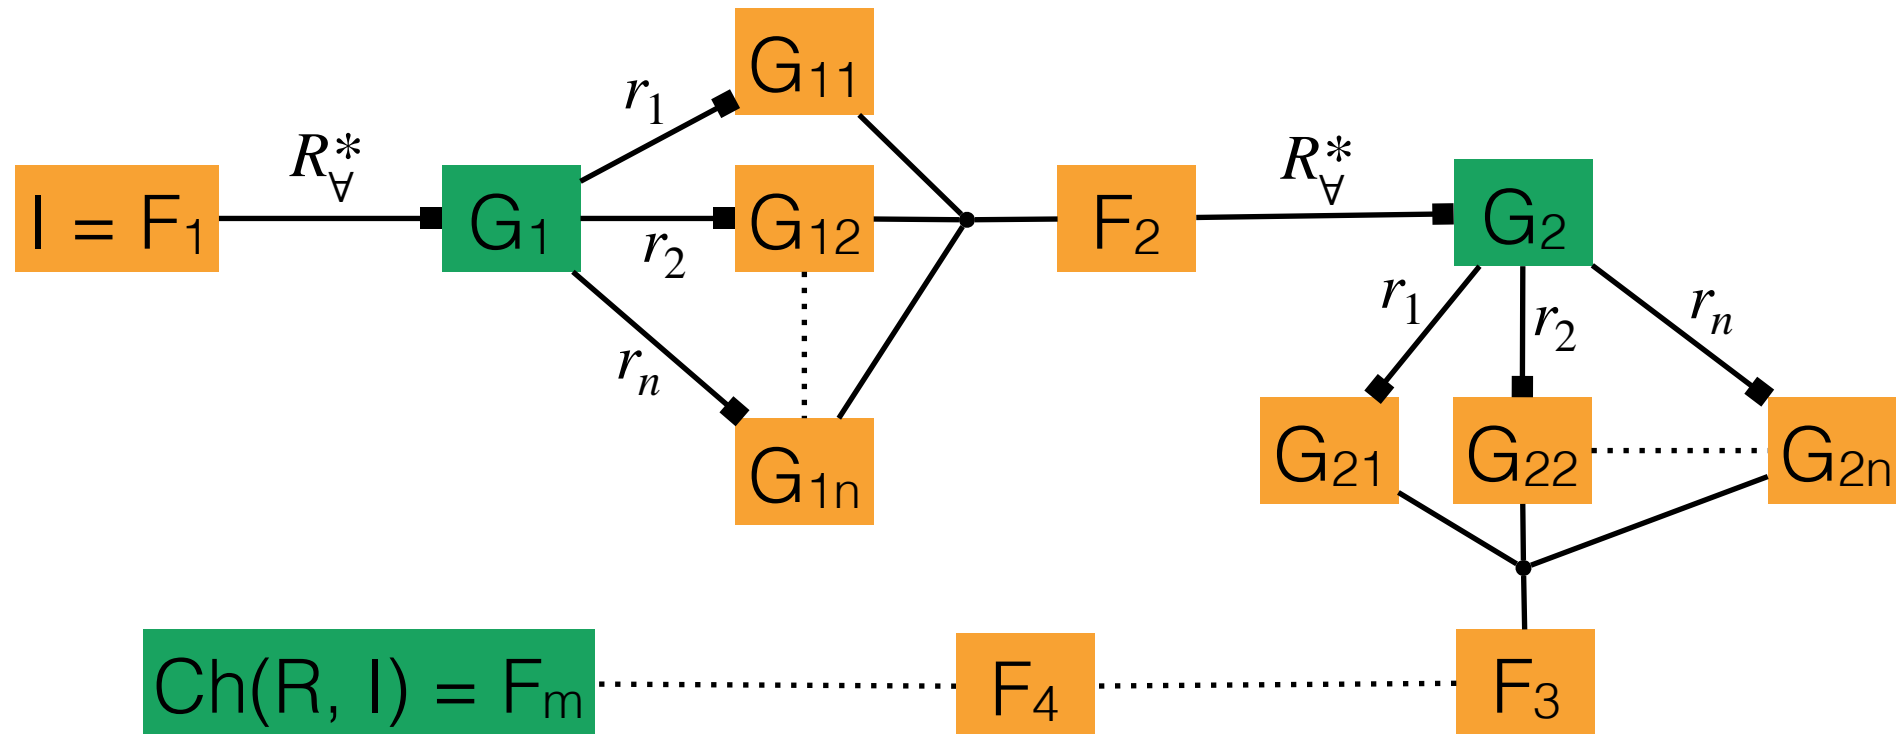 I = F₁
R*∀
G₁
r₁
r₂
rₙ
G₁₁
G₁₂
G₁ₙ
F₂
R*∀
G₂
r₁
r₂
rₙ
G₂₁
G₂₂
G₂ₙ
F₃
F₄
Ch(R, I) = Fₘ